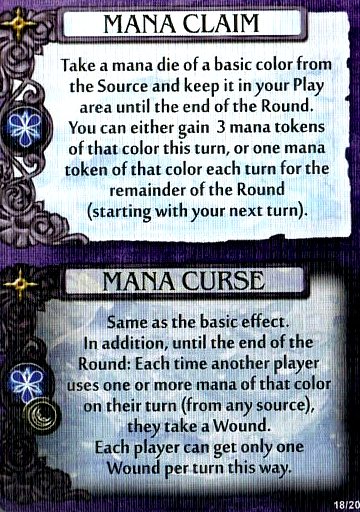 MANA CLAIM
Take a mana die of a basic color from
the Source and keep it in your Play
area until the end of the Round.
You can either gain 3 mana tokens
of that color this turn, or one mana
token of that color each turn for the
remainder of the Round
(starting with your next turn).
MANA CURSE
Same as the basic effect.
In addition, until the end of the
Round: Each time another player
uses one or more mana of that color
on their turn (from any source),
they take a Wound.
Each player can get only one
Wound per turn this way.
18/20